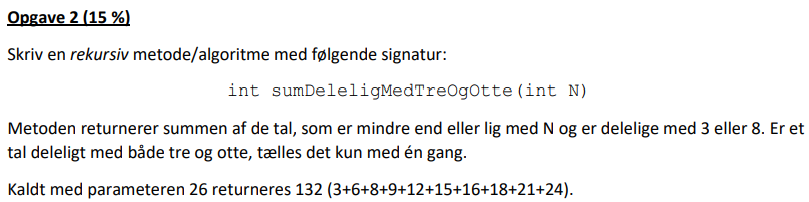 Opgave 2 (15 %)
Skriv en rekursiv metode/algoritme med følgende signatur:
int sumDeleligMedTreOgOtte(int N)
Metoden returnerer summen af de tal, som er mindre end eller lig med N og er delelige med 3 eller 8. Er et
tal deleligt med både tre og otte, tælles det kun med én gang.
Kaldt med parameteren 26 returneres 132 (3+6+8+9+12+15+16+18+21+24).